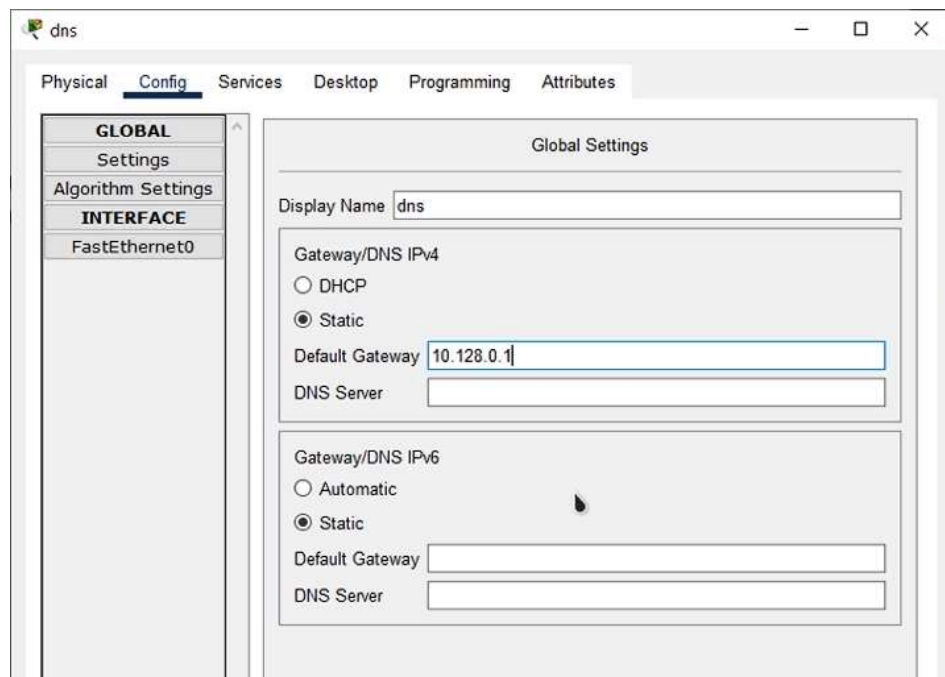 dns
Physical Config Services Desktop Programming Attributes
GLOBAL
Settings
Algorithm Settings
INTERFACE
FastEthernet0
Global Settings
Display Name dns
Gateway/DNS IPv4
DHCP
Static
Default Gateway 10.128.0.1
DNS Server
Gateway/DNS IPv6
Automatic
Static
Default Gateway
DNS Server